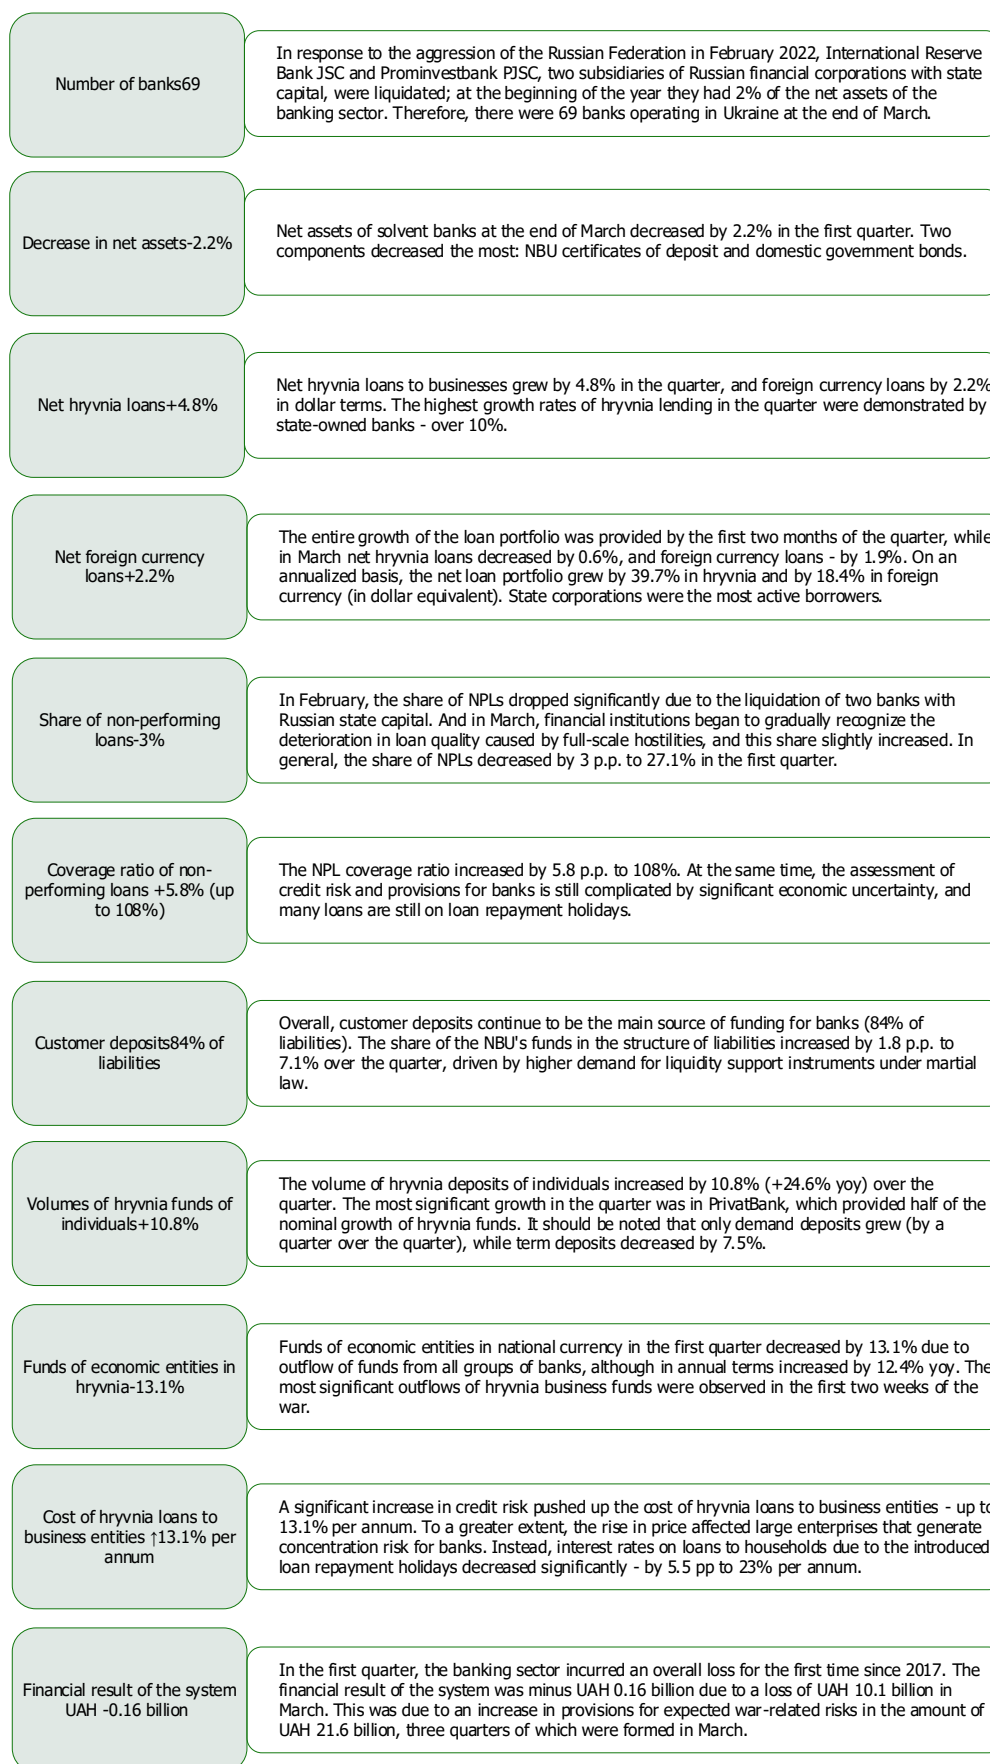 Number of banks69
In response to the aggression of the Russian Federation in February 2022, International Reserve
Bank JSC and Prominvestbank PJSC, two subsidiaries of Russian financial corporations with state
capital, were liquidated; at the beginning of the year they had 2% of the net assets of the
banking sector. Therefore, there were 69 banks operating in Ukraine at the end of March.
Decrease in net assets-2.2%
Net assets of solvent banks at the end of March decreased by 2.2% in the first quarter. Two
components decreased the most: NBU certificates of deposit and domestic government bonds.
Net hryvnia loans+4.8%
Net hryvnia loans to businesses grew by 4.8% in the quarter, and foreign currency loans by 2.2%
in dollar terms. The highest growth rates of hryvnia lending in the quarter were demonstrated by
state-owned banks - over 10%.
Net foreign currency
loans+2.2%
The entire growth of the loan portfolio was provided by the first two months of the quarter, while
in March net hryvnia loans decreased by 0.6%, and foreign currency loans - by 1.9%. On an
annualized basis, the net loan portfolio grew by 39.7% in hryvnia and by 18.4% in foreign
currency (in dollar equivalent). State corporations were the most active borrowers.
Share of non-performing
loans-3%
In February, the share of NPLs dropped significantly due to the liquidation of two banks with
Russian state capital. And in March, financial institutions began to gradually recognize the
deterioration in loan quality caused by full-scale hostilities, and this share slightly increased. In
general, the share of NPLs decreased by 3 p.p. to 27.1% in the first quarter.
Coverage ratio of non-
performing loans +5.8% (up
to 108%)
The NPL coverage ratio increased by 5.8 p.p. to 108%. At the same time, the assessment of
credit risk and provisions for banks is still complicated by significant economic uncertainty, and
many loans are still on loan repayment holidays.
Customer deposits84% of
liabilities
Overall, customer deposits continue to be the main source of funding for banks (84% of
liabilities). The share of the NBU's funds in the structure of liabilities increased by 1.8 p.p. to
7.1% over the quarter, driven by higher demand for liquidity support instruments under martial
law.
Volumes of hryvnia funds of
individuals+10.8%
The volume of hryvnia deposits of individuals increased by 10.8% (+24.6% yoy) over the
quarter. The most significant growth in the quarter was in PrivatBank, which provided half of the
nominal growth of hryvnia funds. It should be noted that only demand deposits grew (by a
quarter over the quarter), while term deposits decreased by 7.5%.
Funds of economic entities in
hryvnia-13.1%
Funds of economic entities in national currency in the first quarter decreased by 13.1% due to
outflow of funds from all groups of banks, although in annual terms increased by 12.4% yoy. The
most significant outflows of hryvnia business funds were observed in the first two weeks of the
war.
Cost of hryvnia loans to
business entities ↑13.1% per
annum
A significant increase in credit risk pushed up the cost of hryvnia loans to business entities - up to
13.1% per annum. To a greater extent, the rise in price affected large enterprises that generate
concentration risk for banks. Instead, interest rates on loans to households due to the introduced
loan repayment holidays decreased significantly - by 5.5 pp to 23% per annum.
Financial result of the system
UAH -0.16 billion
In the first quarter, the banking sector incurred an overall loss for the first time since 2017. The
financial result of the system was minus UAH 0.16 billion due to a loss of UAH 10.1 billion in
March. This was due to an increase in provisions for expected war-related risks in the amount of
UAH 21.6 billion, three quarters of which were formed in March.